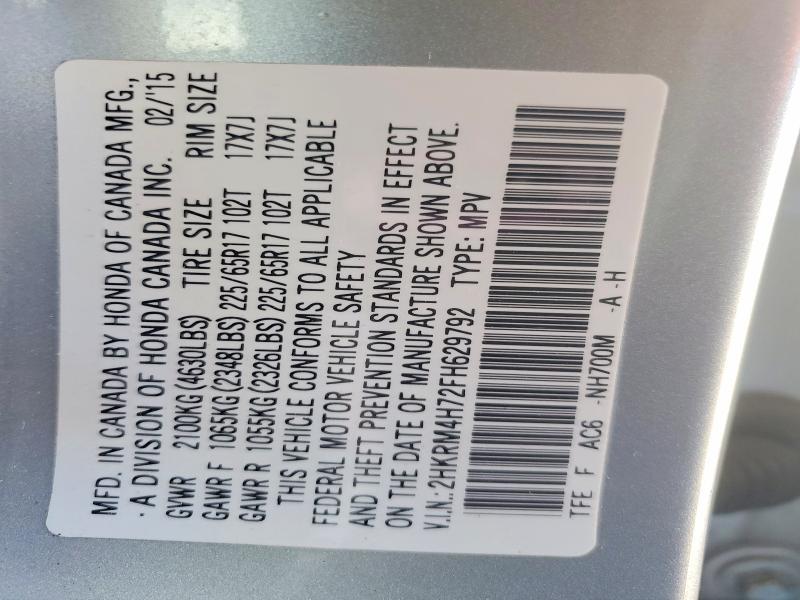 MFD. IN CANADA BY HONDA OF CANADA MFG.,
· A DIVISION OF HONDA CANADA INC. 02/'15
GVWR 2100KG (4630LBS) TIRE SIZE RIM SIZE
GAWR F 1065KG (2348LBS) 225/65R17 102T 17X7J
GAWR R 1055KG (2326LBS) 225/65R17 102T 17X7J
THIS VEHICLE CONFORMS TO ALL APPLICABLE
FEDERAL MOTOR VEHICLE SAFETY
AND THEFT PREVENTION STANDARDS IN EFFECT
ON THE DATE OF MANUFACTURE SHOWN ABOVE.
V.I.N.: 2HKRM4H72FH629792 TYPE: MPV
TFE F AC6 -NH700M -A -H